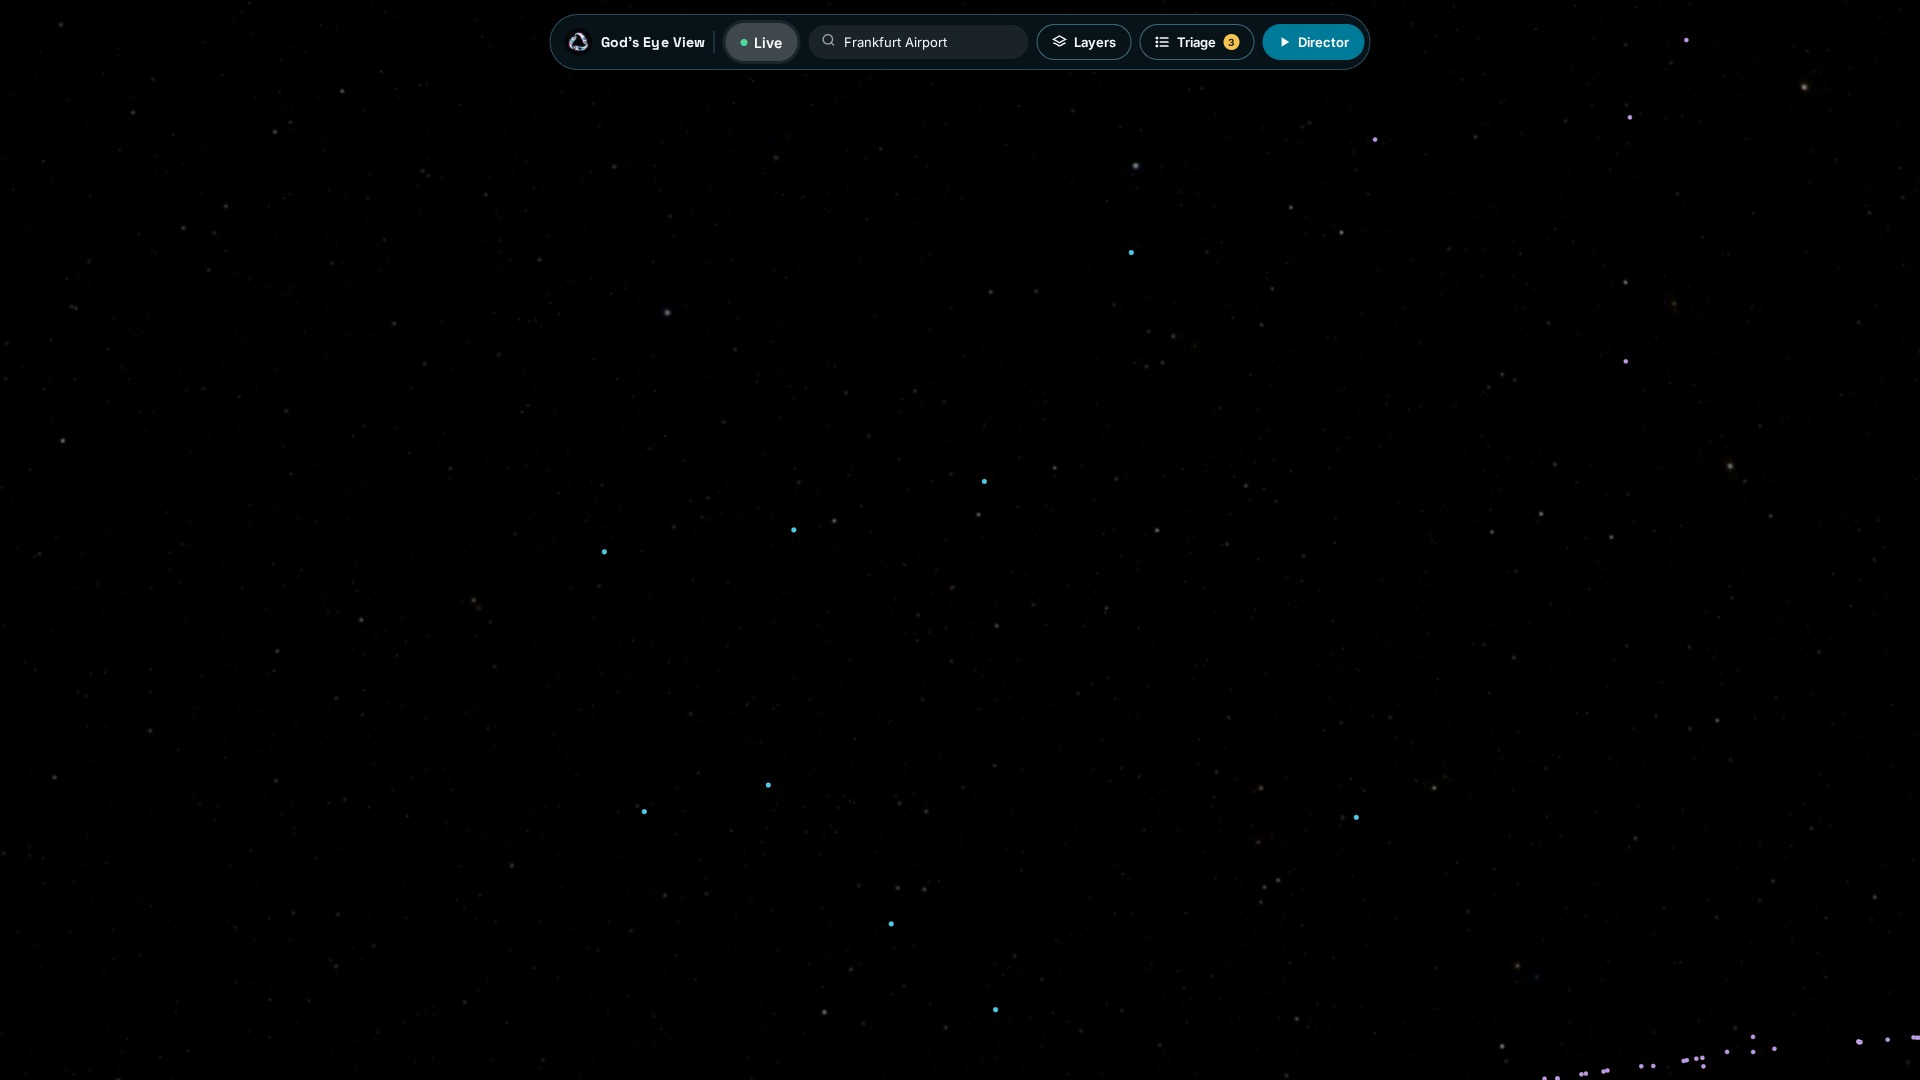 God's Eye View
Live
Frankfurt Airport
Layers
Triage 3
Director